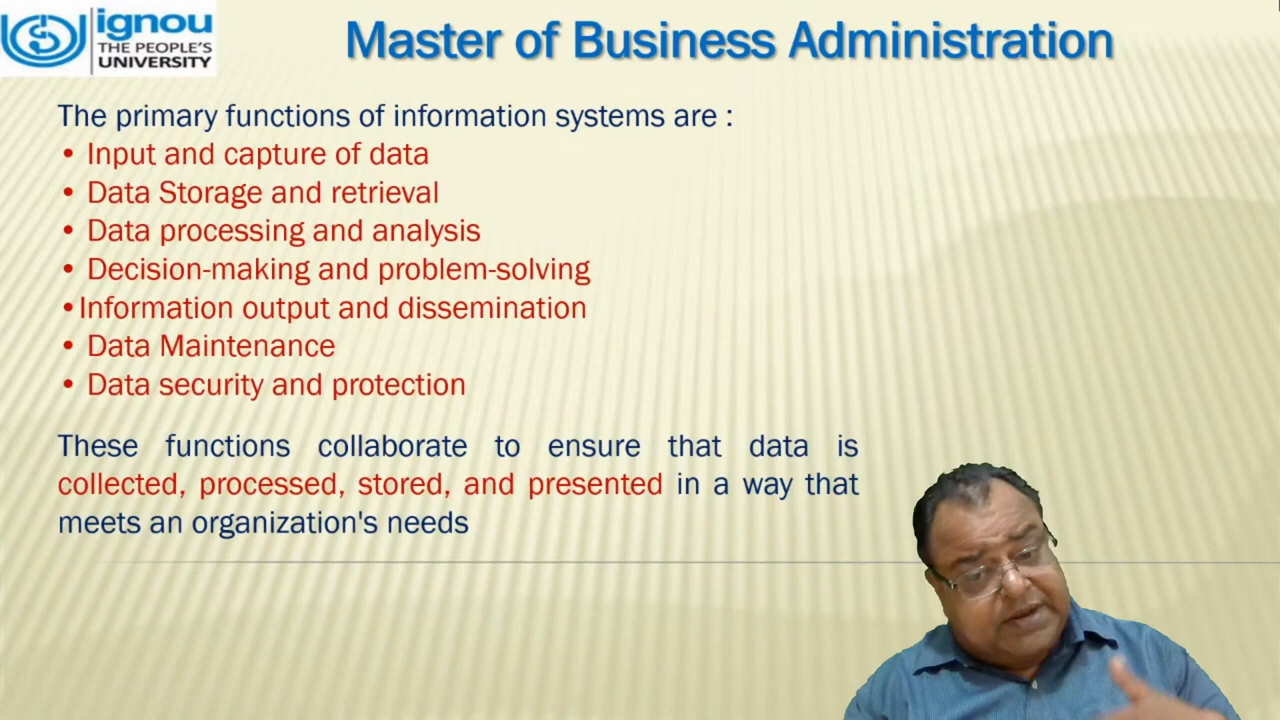 ignou
THE PEOPLE'S
UNIVERSITY
Master of Business Administration
The primary functions of information systems are :
• Input and capture of data
• Data Storage and retrieval
• Data processing and analysis
• Decision-making and problem-solving
•Information output and dissemination
• Data Maintenance
• Data security and protection
These functions collaborate to ensure that data is
collected, processed, stored, and presented in a way that
meets an organization's needs